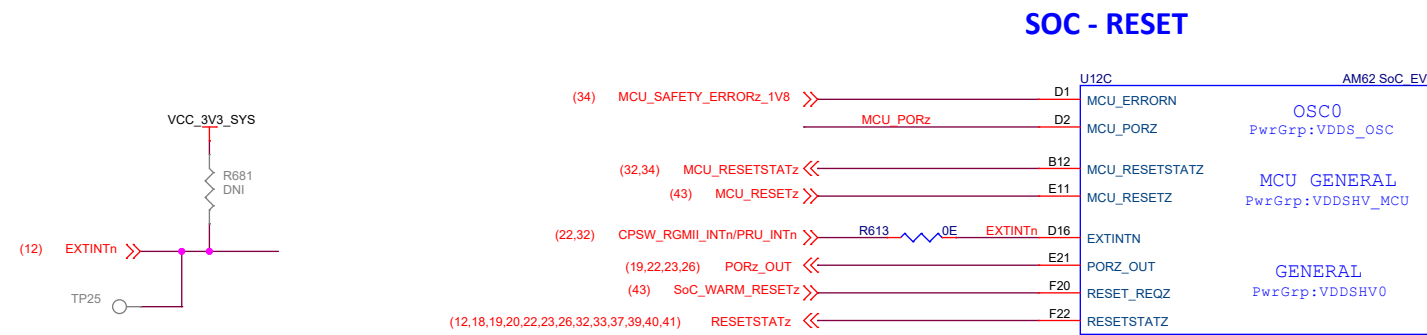 SOC - RESET
U12C
AM62 SoC_EV
(34) MCU_SAFETY_ERRORz_1V8
D1
MCU_ERRORN
MCU_PORz
D2
MCU_PORZ
OSC0
PwrGrp:VDDS_OSC
VCC_3V3_SYS
R681
DNI
(32,34) MCU_RESETSTATz
B12
MCU_RESETSTATZ
(43) MCU_RESETz
E11
MCU_RESETZ
MCU GENERAL
PwrGrp:VDDSHV_MCU
(12) EXTINTn
(22,32) CPSW_RGMII_INTn/PRU_INTn
R613
0E
EXTINTn
D16
EXTINTN
(19,22,23,26) PORz_OUT
E21
PORZ_OUT
GENERAL
PwrGrp:VDDSHV0
TP25
(43) SoC_WARM_RESETz
F20
RESET_REQZ
(12,18,19,20,22,23,26,32,33,37,39,40,41) RESETSTATz
F22
RESETSTATZ